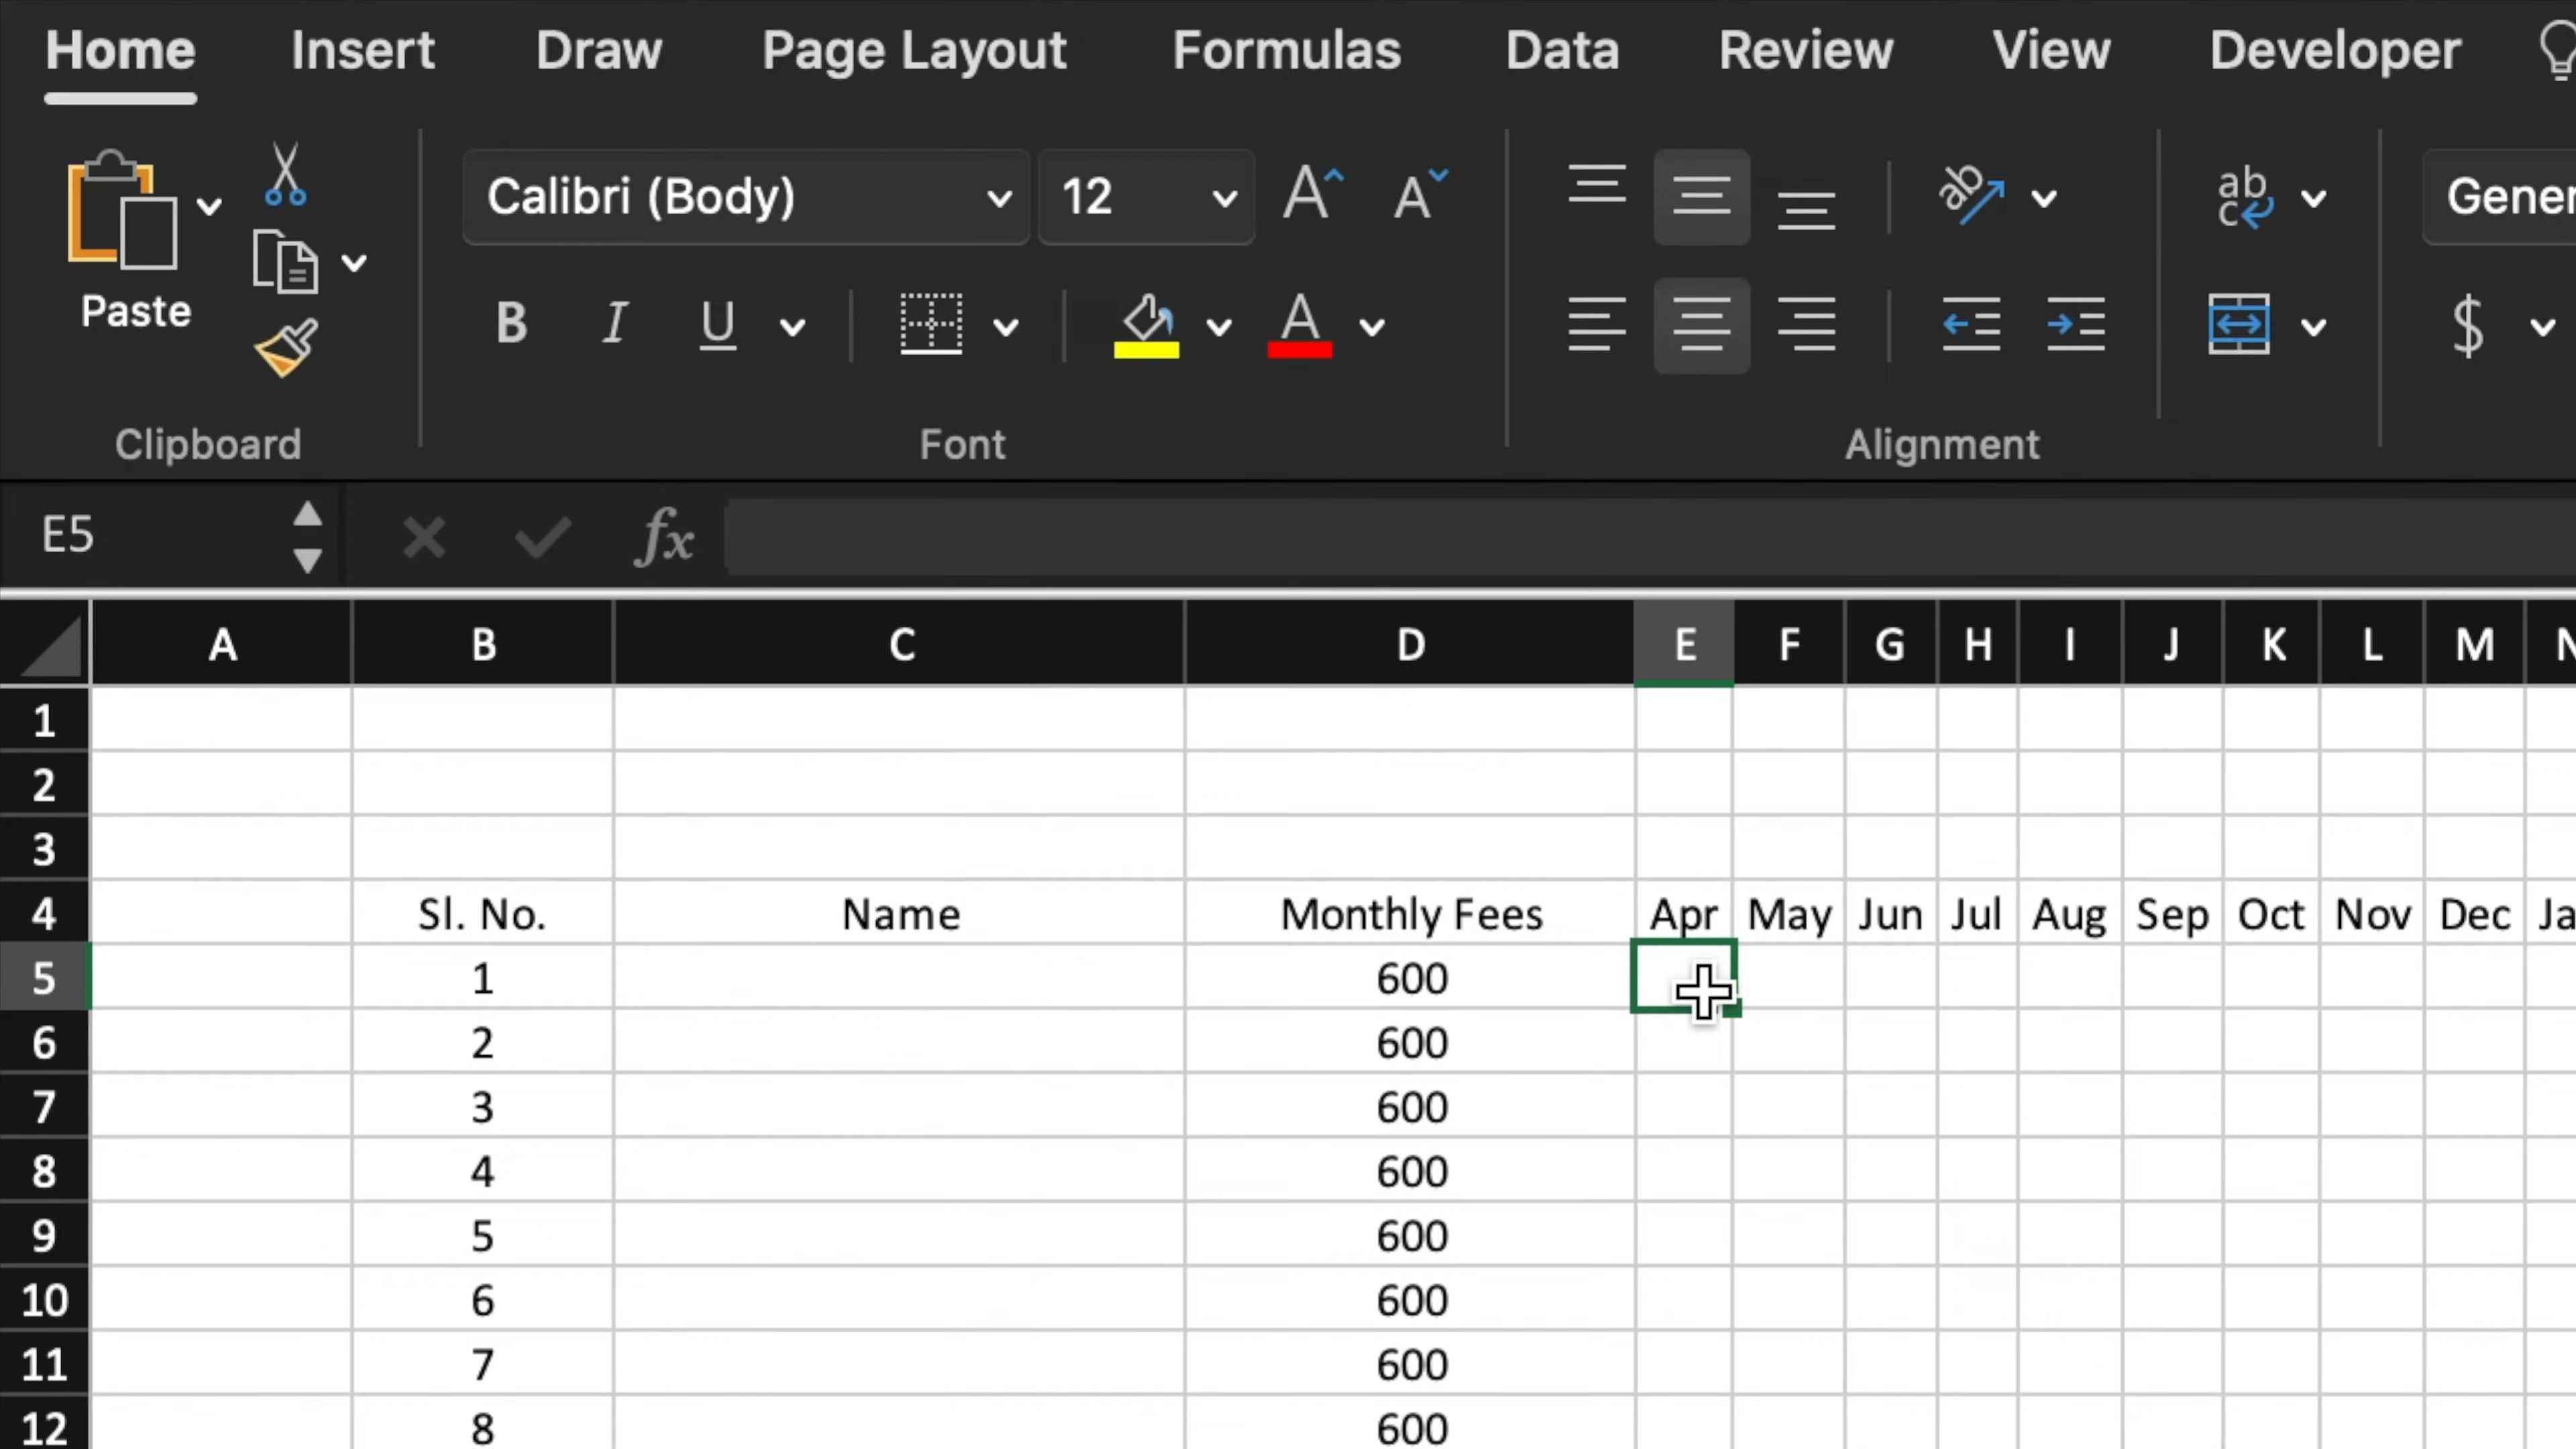 Home Insert Draw Page Layout Formulas Data Review View Developer
Calibri (Body) 12
Paste
B I U A $
Clipboard Font Alignment
E5 fx
A B C D E F G H I J K L M
1
2
3
4 Sl. No. Name Monthly Fees Apr May Jun Jul Aug Sep Oct Nov Dec
5 1 600
6 2 600
7 3 600
8 4 600
9 5 600
10 6 600
11 7 600
12 8 600